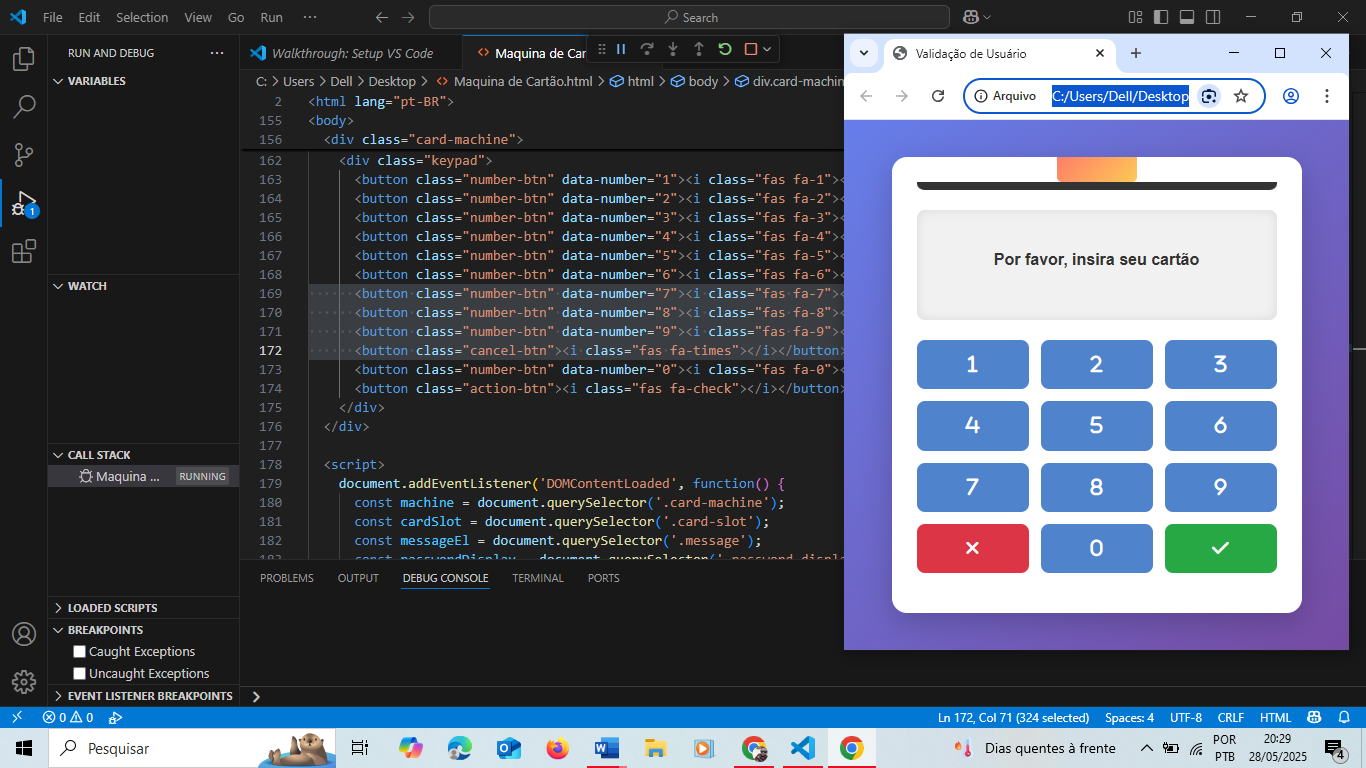 File Edit Selection View Go Run ··· Search
RUN AND DEBUG ···
VARIABLES
WATCH
CALL STACK
Maquina ... RUNNING
LOADED SCRIPTS
BREAKPOINTS
Caught Exceptions
Uncaught Exceptions
EVENT LISTENER BREAKPOINTS
1
Walkthrough: Setup VS Code
Maquina de Car
C: > Users > Dell > Desktop > Maquina de Cartão.html > html > body > div.card-machin
2 <html lang="pt-BR">
155 <body>
156 <div class="card-machine">
162 <div class="keypad">
163 <button class="number-btn" data-number="1"><i class="fas fa-1"><
164 <button class="number-btn" data-number="2"><i class="fas fa-2"><
165 <button class="number-btn" data-number="3"><i class="fas fa-3"><
166 <button class="number-btn" data-number="4"><i class="fas fa-4"><
167 <button class="number-btn" data-number="5"><i class="fas fa-5"><
168 <button class="number-btn" data-number="6"><i class="fas fa-6"><
169 <button class="number-btn" data-number="7"><i class="fas fa-7"><
170 <button class="number-btn" data-number="8"><i class="fas fa-8"><
171 <button class="number-btn" data-number="9"><i class="fas fa-9"><
172 <button class="cancel-btn"><i class="fas fa-times"></i></button>
173 <button class="number-btn" data-number="0"><i class="fas fa-0"><
174 <button class="action-btn"><i class="fas fa-check"></i></button>
175 </div>
176 </div>
177
178 <script>
179 document.addEventListener('DOMContentLoaded', function() {
180 const machine = document.querySelector('.card-machine');
181 const cardSlot = document.querySelector('.card-slot');
182 const messageEl = document.querySelector('.message');
183 const passwordDisplay = document.querySelector('.password-displa
PROBLEMS OUTPUT DEBUG CONSOLE TERMINAL PORTS
Validação de Usuário
Arquivo C:/Users/Dell/Desktop
Por favor, insira seu cartão
1 2 3
4 5 6
7 8 9
0
0 0 Ln 172, Col 71 (324 selected) Spaces: 4 UTF-8 CRLF HTML
Pesquisar Dias quentes à frente POR 20:29
PTB 28/05/2025 4